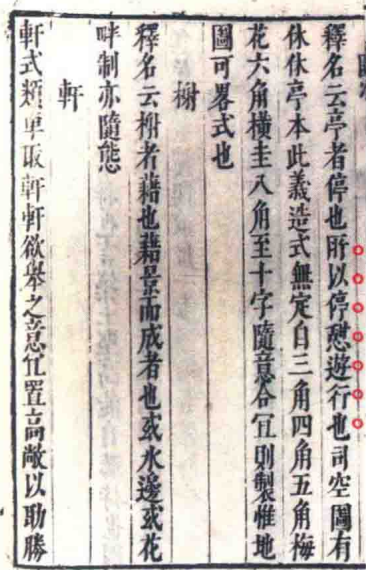 釋名云亭者停也所以停憇遊行也司空圖有
休休亭本此義造式無定自三角四角五角梅
花六角橫圭八角至十字隨意合宜則製惟地
圖可畧式也
榭
釋名云榭者藉也藉景而成者也或水邊或花
畔制亦隨態
軒
軒式類車取軒軒欲舉之意宜置高敞以助勝